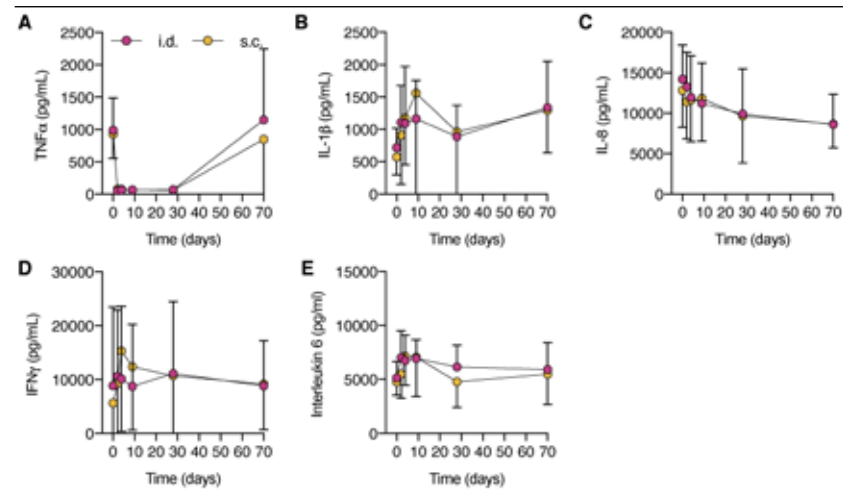 A
i.d.
s.c.
2500
2000
1500
1000
500
0
TNFα (pg/mL)
0 10 20 30 40 50 60 70
Time (days)
B
2500
2000
1500
1000
500
0
IL-1β (pg/mL)
0 10 20 30 40 50 60 70
Time (days)
C
20000
15000
10000
5000
0
IL-8 (pg/mL)
0 10 20 30 40 50 60 70
Time (days)
D
30000
20000
10000
0
IFNγ (pg/mL)
0 10 20 30 40 50 60 70
Time (days)
E
15000
10000
5000
0
Interleukin 6 (pg/ml)
0 10 20 30 40 50 60 70
Time (days)